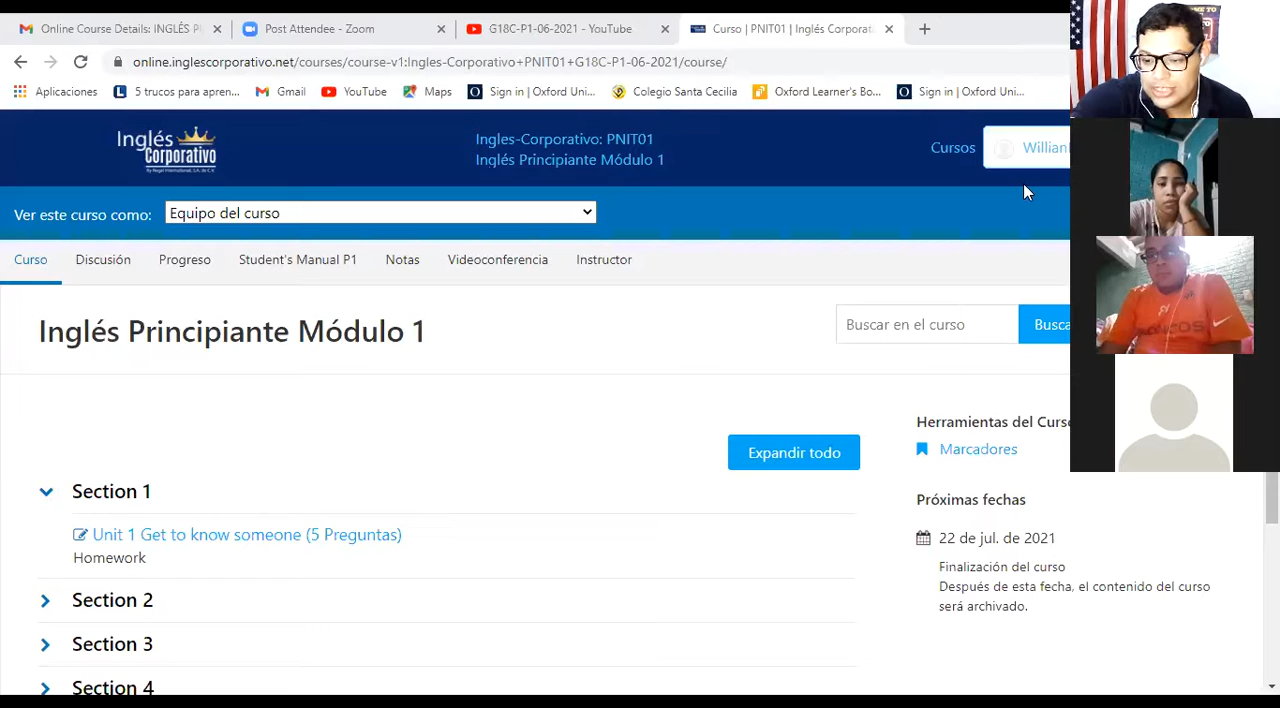 Online Course Details: INGLÉS P
Post Attendee - Zoom
G18C-P1-06-2021 - YouTube
Curso | PNIT01 | Inglés Corporat
online.inglescorporativo.net/courses/course-v1:Ingles-Corporativo+PNIT01+G18C-P1-06-2021/course/
Aplicaciones
5 trucos para apren...
Gmail
YouTube
Maps
Sign in | Oxford Uni...
Colegio Santa Cecilia
Oxford Learner's Bo...
Sign in | Oxford Uni...
Inglés
Corporativo
Ingles-Corporativo: PNIT01
Inglés Principiante Módulo 1
Cursos
Willian
Ver este curso como:
Equipo del curso
Curso
Discusión
Progreso
Student's Manual P1
Notas
Videoconferencia
Instructor
Inglés Principiante Módulo 1
Buscar en el curso
Busca
Herramientas del Curso
Marcadores
Expandir todo
Section 1
Unit 1 Get to know someone (5 Preguntas)
Homework
Section 2
Section 3
Section 4
Próximas fechas
22 de jul. de 2021
Finalización del curso
Después de esta fecha, el contenido del curso
será archivado.